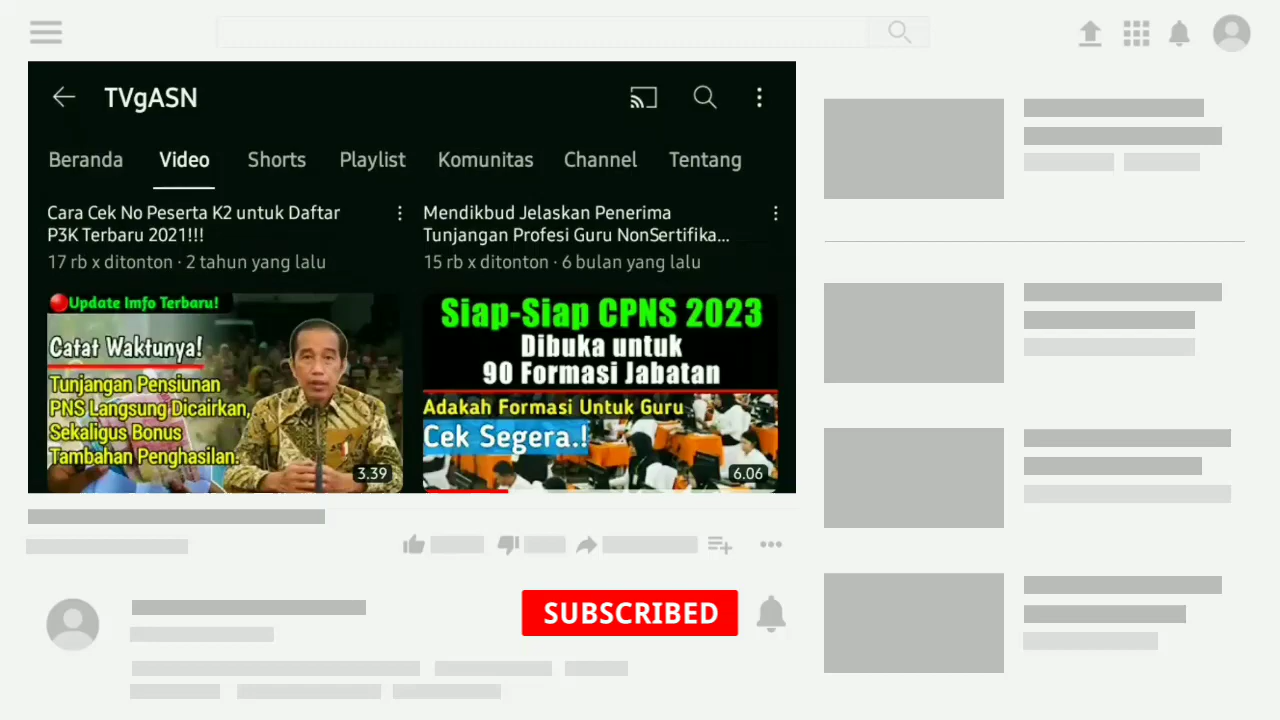 TVgASN
Beranda Video Shorts Playlist Komunitas Channel Tentang
Cara Cek No Peserta K2 untuk Daftar
P3K Terbaru 2021!!!
17 rb x ditonton · 2 tahun yang lalu
Mendikbud Jelaskan Penerima
Tunjangan Profesi Guru NonSertifika...
15 rb x ditonton · 6 bulan yang lalu
Update Imfo Terbaru!
Catat Waktunya!
Tunjangan Pensiunan
PNS Langsung Dicairkan,
Sekaligus Bonus
Tambahan Penghasilan.
3.39
Siap-Siap CPNS 2023
Dibuka untuk
90 Formasi Jabatan
Adakah Formasi Untuk Guru
Cek Segera.!
6.06
SUBSCRIBED